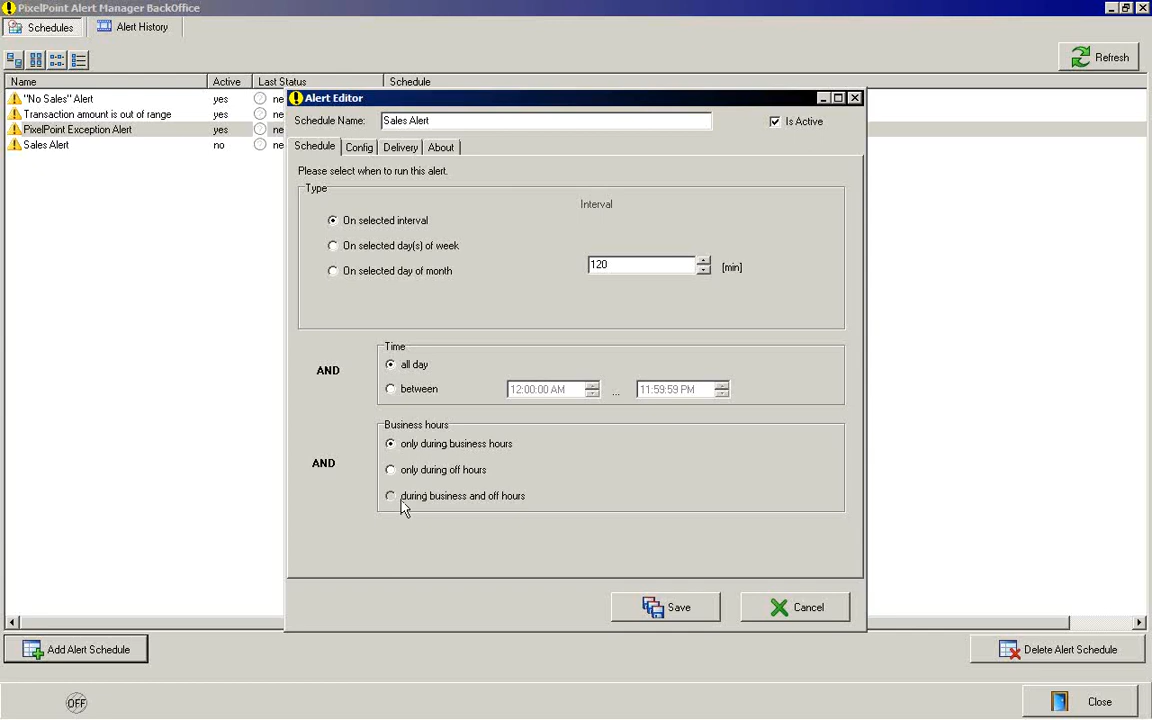 PixelPoint Alert Manager BackOffice
Schedules
Alert History
Refresh
Name Active Last Status Schedule
"No Sales" Alert yes ne
Transaction amount is out of range yes ne
PixelPoint Exception Alert yes ne
Sales Alert no ne
Alert Editor
Schedule Name: Sales Alert Is Active
Schedule Config Delivery About
Please select when to run this alert.
Type
Interval
On selected interval
On selected day(s) of week
On selected day of month
120 [min]
Time
AND
all day
between 12:00:00 AM ... 11:59:59 PM
Business hours
AND
only during business hours
only during off hours
during business and off hours
Save Cancel
Add Alert Schedule
Delete Alert Schedule
OFF
Close